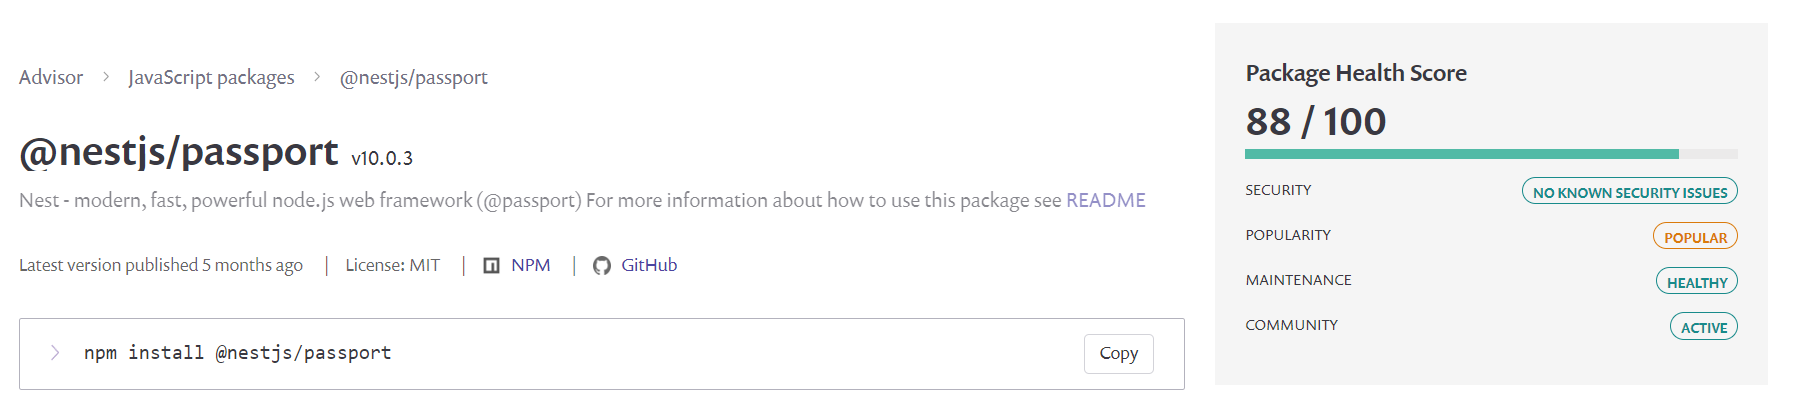 Advisor > JavaScript packages > @nestjs/passport
@nestjs/passport v10.0.3
Nest - modern, fast, powerful node.js web framework (@passport) For more information about how to use this package see README
Latest version published 5 months ago | License: MIT | NPM | GitHub
> npm install @nestjs/passport Copy
Package Health Score
88 / 100
SECURITY NO KNOWN SECURITY ISSUES
POPULARITY POPULAR
MAINTENANCE HEALTHY
COMMUNITY ACTIVE